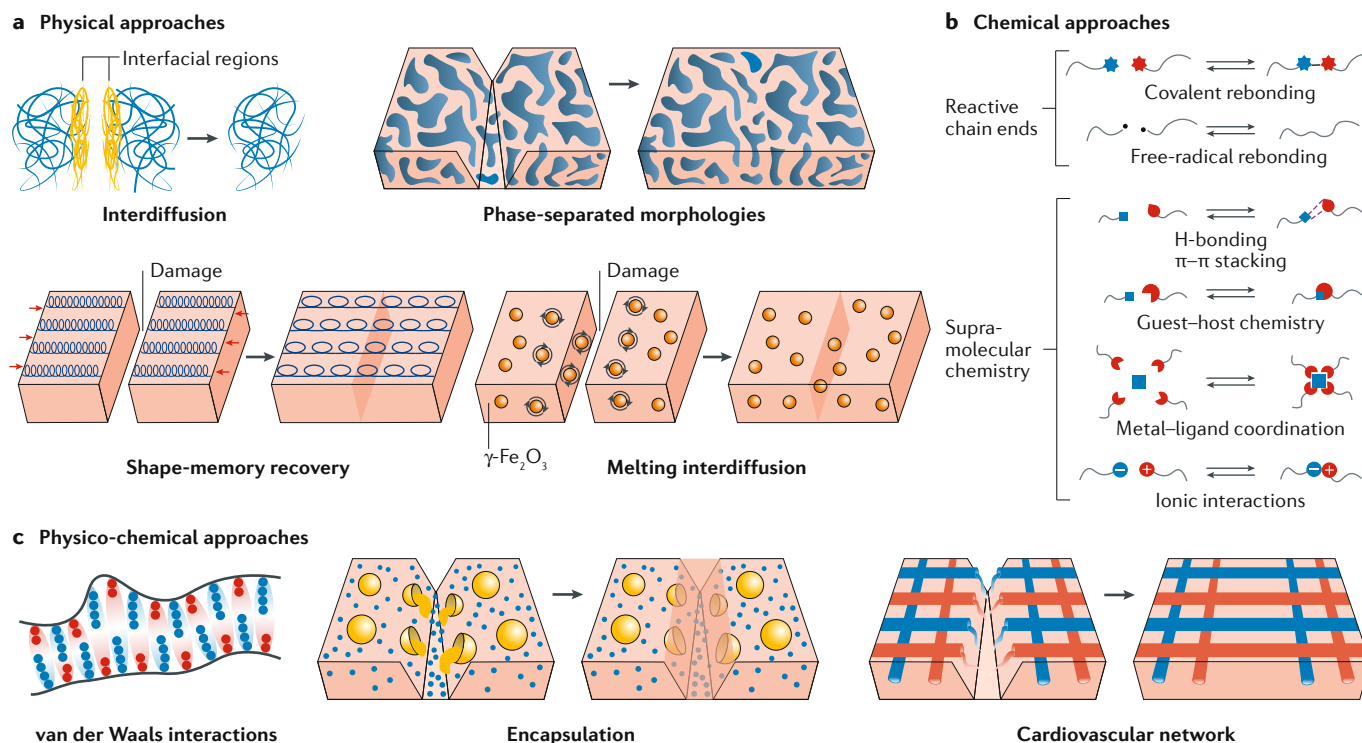 a Physical approaches
Interfacial regions
Interdiffusion
Phase-separated morphologies
Damage
Damage
γ-Fe₂O₃
Shape-memory recovery
Melting interdiffusion
b Chemical approaches
Reactive
chain ends
Covalent rebonding
Free-radical rebonding
Supra-
molecular
chemistry
H-bonding
π–π stacking
Guest–host chemistry
Metal–ligand coordination
− + − +
Ionic interactions
c Physico-chemical approaches
van der Waals interactions
Encapsulation
Cardiovascular network